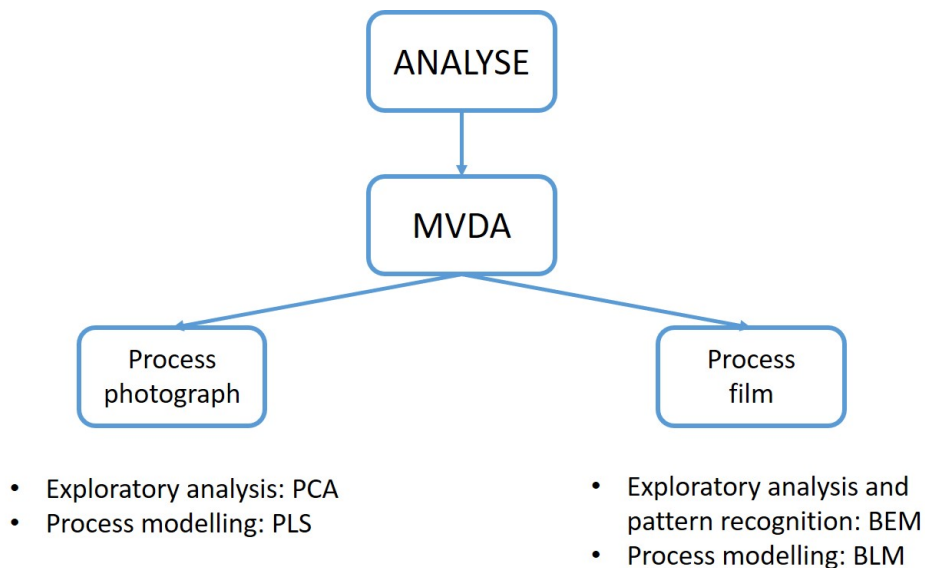 ANALYSE
MVDA
Process
photograph
Process
film
• Exploratory analysis: PCA
• Process modelling: PLS
• Exploratory analysis and
pattern recognition: BEM
• Process modelling: BLM